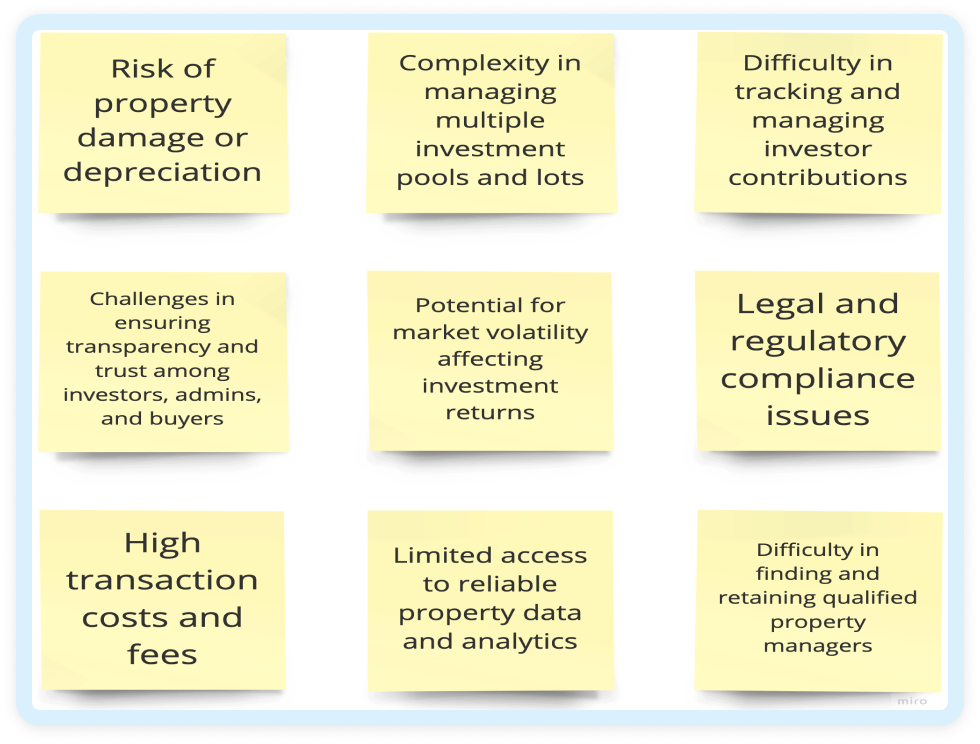 Risk of
property
damage or
depreciation
Complexity in
managing
multiple
investment
pools and lots
Difficulty in
tracking and
managing
investor
contributions
Challenges in
ensuring
transparency and
trust among
investors, admins,
and buyers
Potential for
market volatility
affecting
investment
returns
Legal and
regulatory
compliance
issues
High
transaction
costs and
fees
Limited access
to reliable
property data
and analytics
Difficulty in
finding and
retaining qualified
property
managers
miro